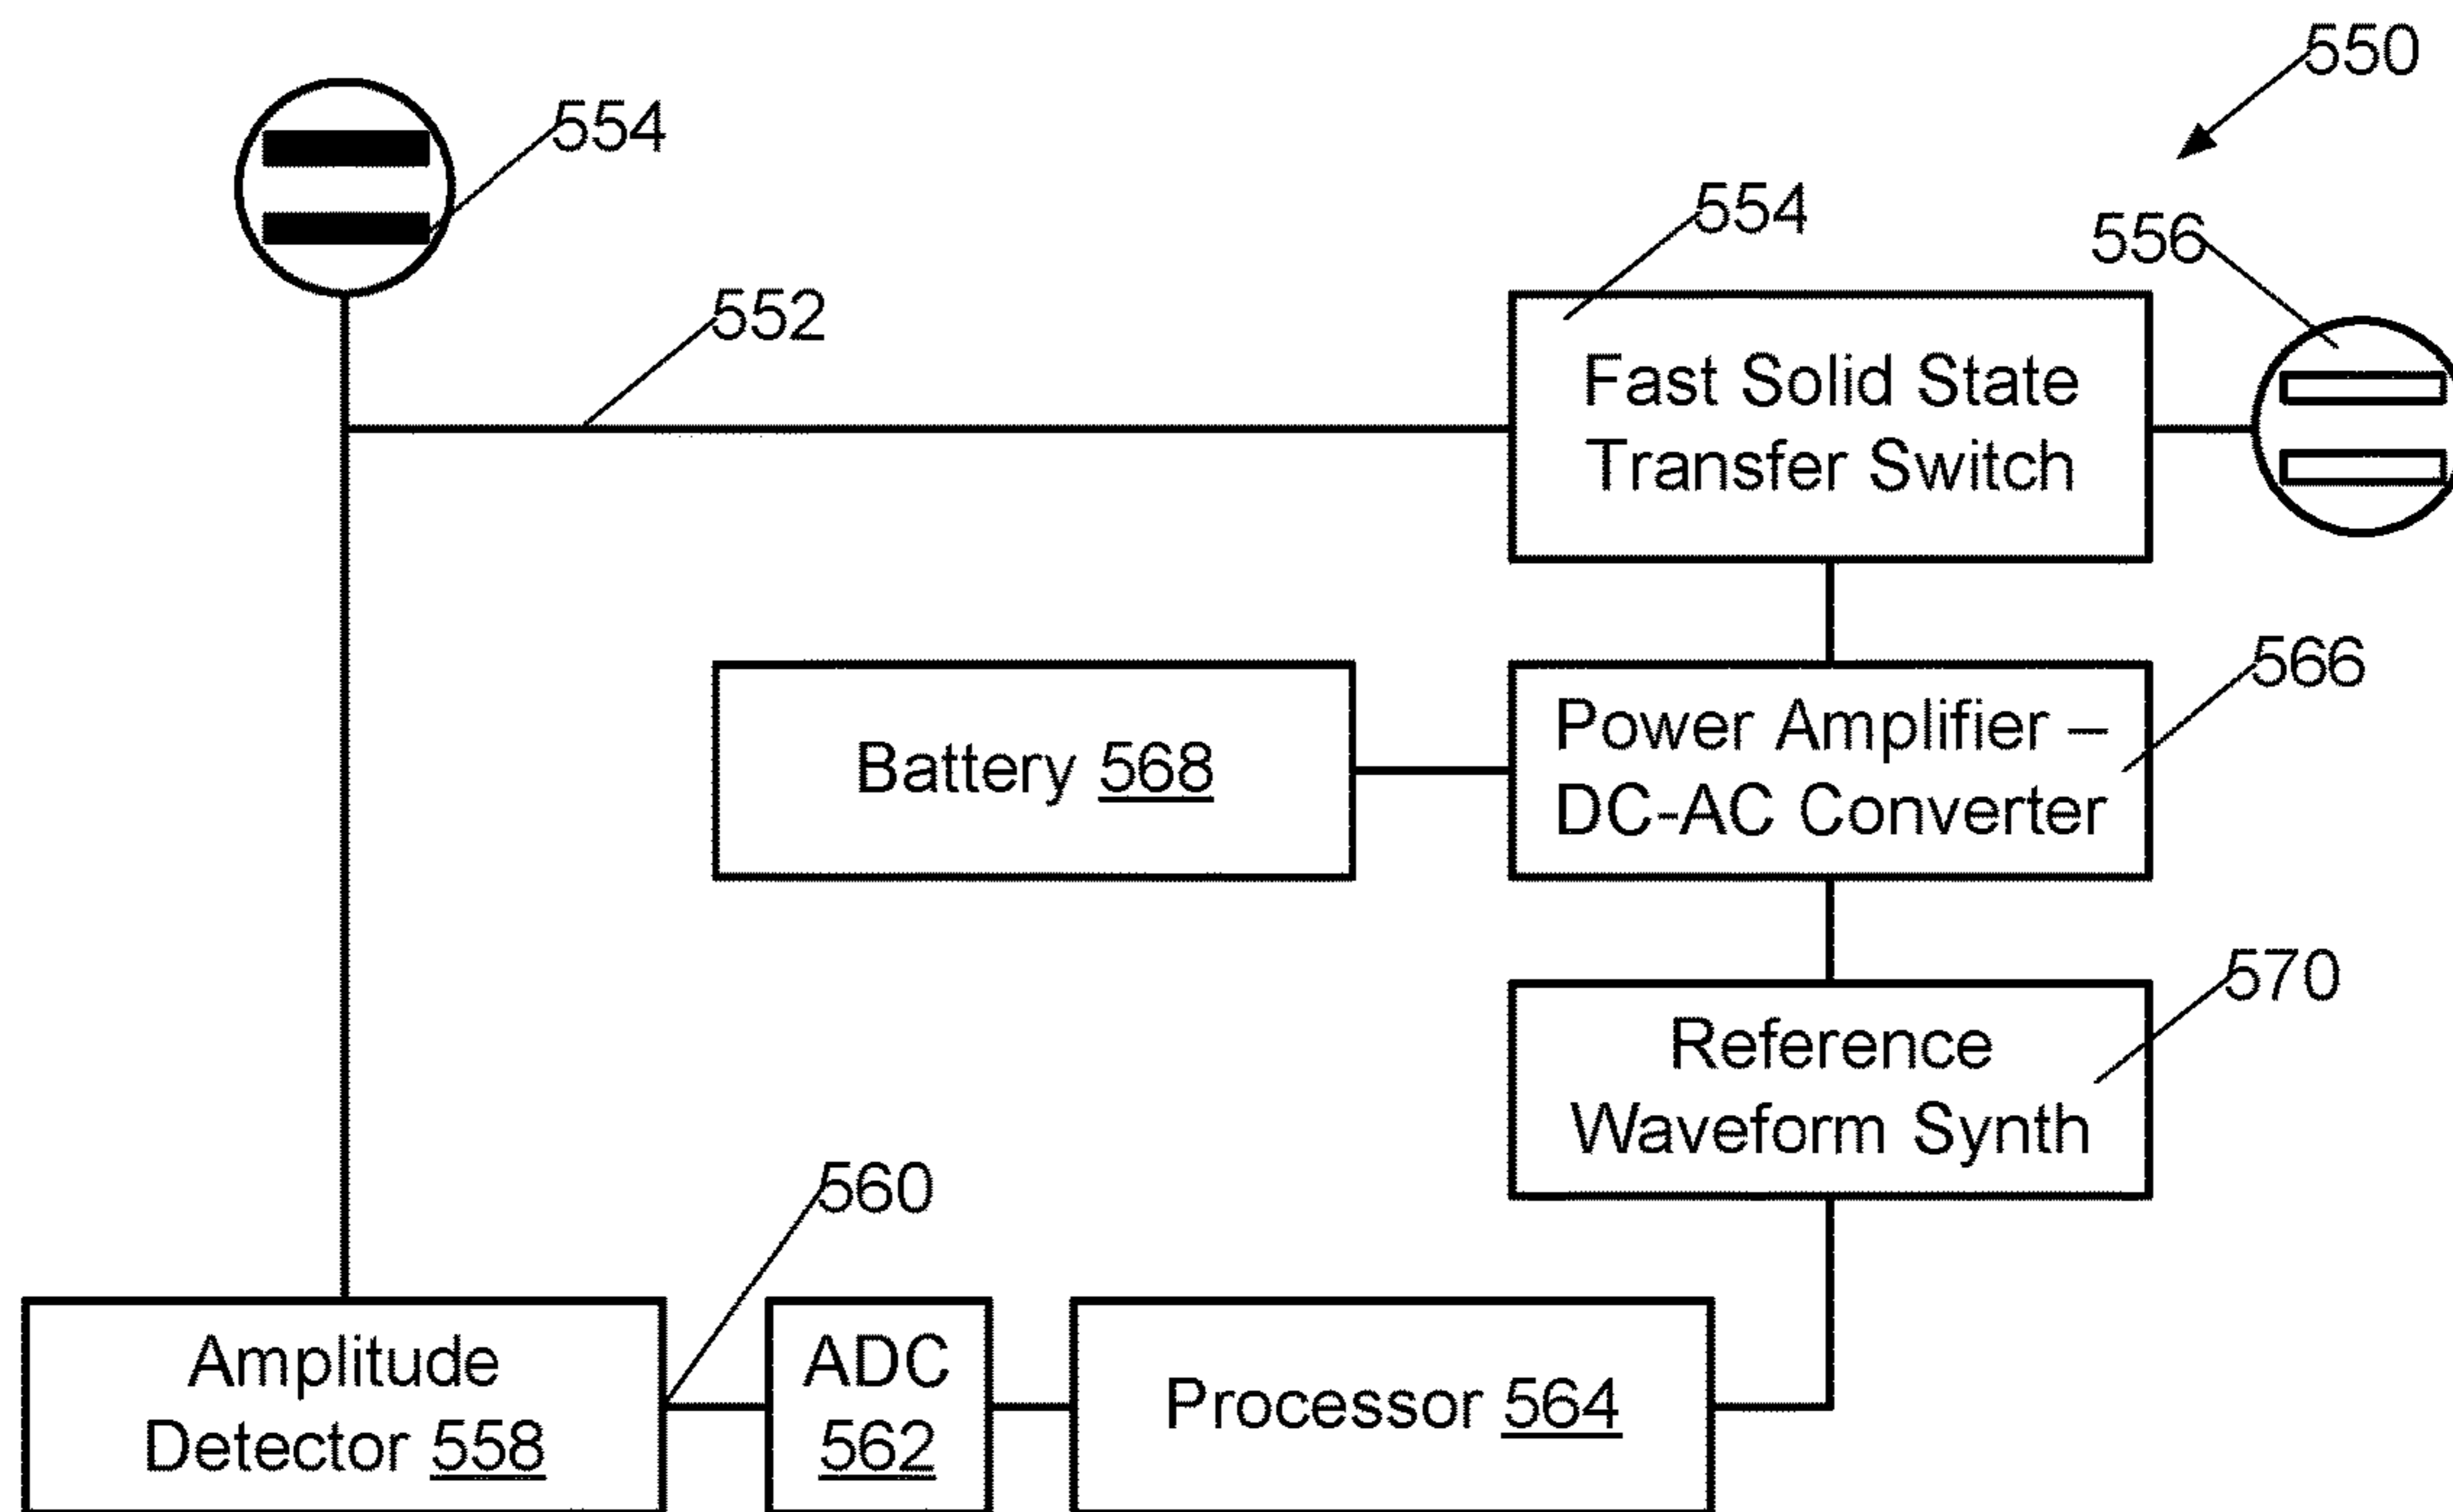 550
554
554
556
552
Fast Solid State
Transfer Switch
566
Power Amplifier –
DC-AC Converter
Battery 568
570
Reference
Waveform Synth
560
Amplitude
Detector 558
ADC
562
Processor 564